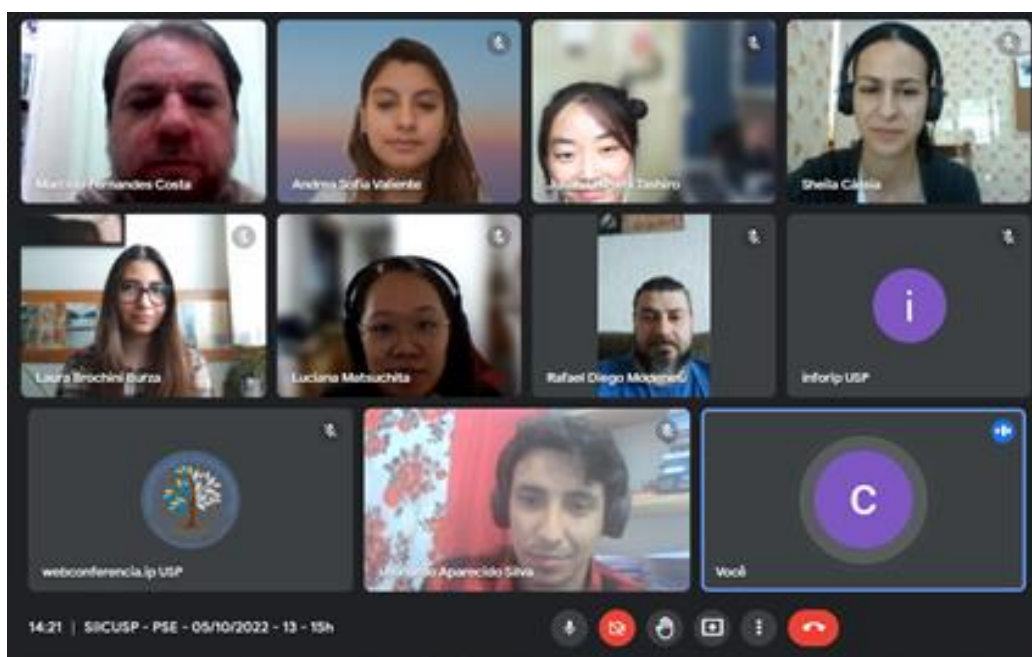 Fernandes Costa
Andrea Sofia Valiente
Tashiro
Sheila Cássia
Laura Brochini Burza
Luciana Matsuchita
Rafael Diego
i
inforip USP
webconferencia.ip USP
Aparecido Silva
C
Você
14:21 | SIICUSP - PSE - 05/10/2022 - 13 - 15h